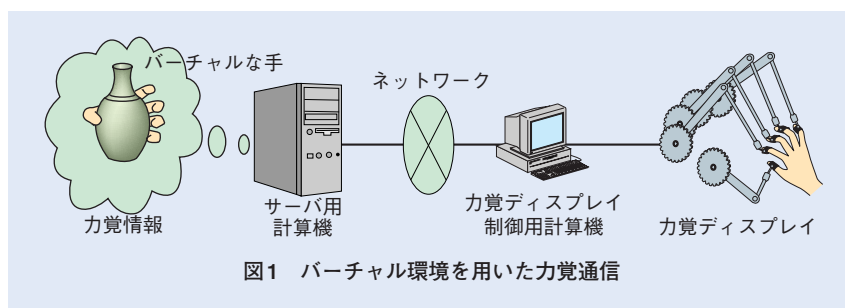 バーチャルな手
ネットワーク
サーバ用
計算機
力覚ディスプレイ
制御用計算機
力覚ディスプレイ
力覚情報
図1 バーチャル環境を用いた力覚通信